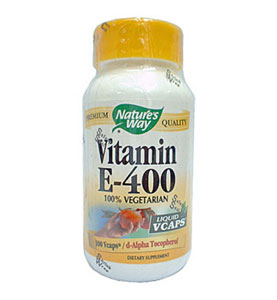 PREMIUM QUALITY
Nature's
Way
Vitamin
E-400
100% VEGETARIAN
LIQUID
VCAPS
100 Vcaps* / d-Alpha Tocopherol
DIETARY SUPPLEMENT